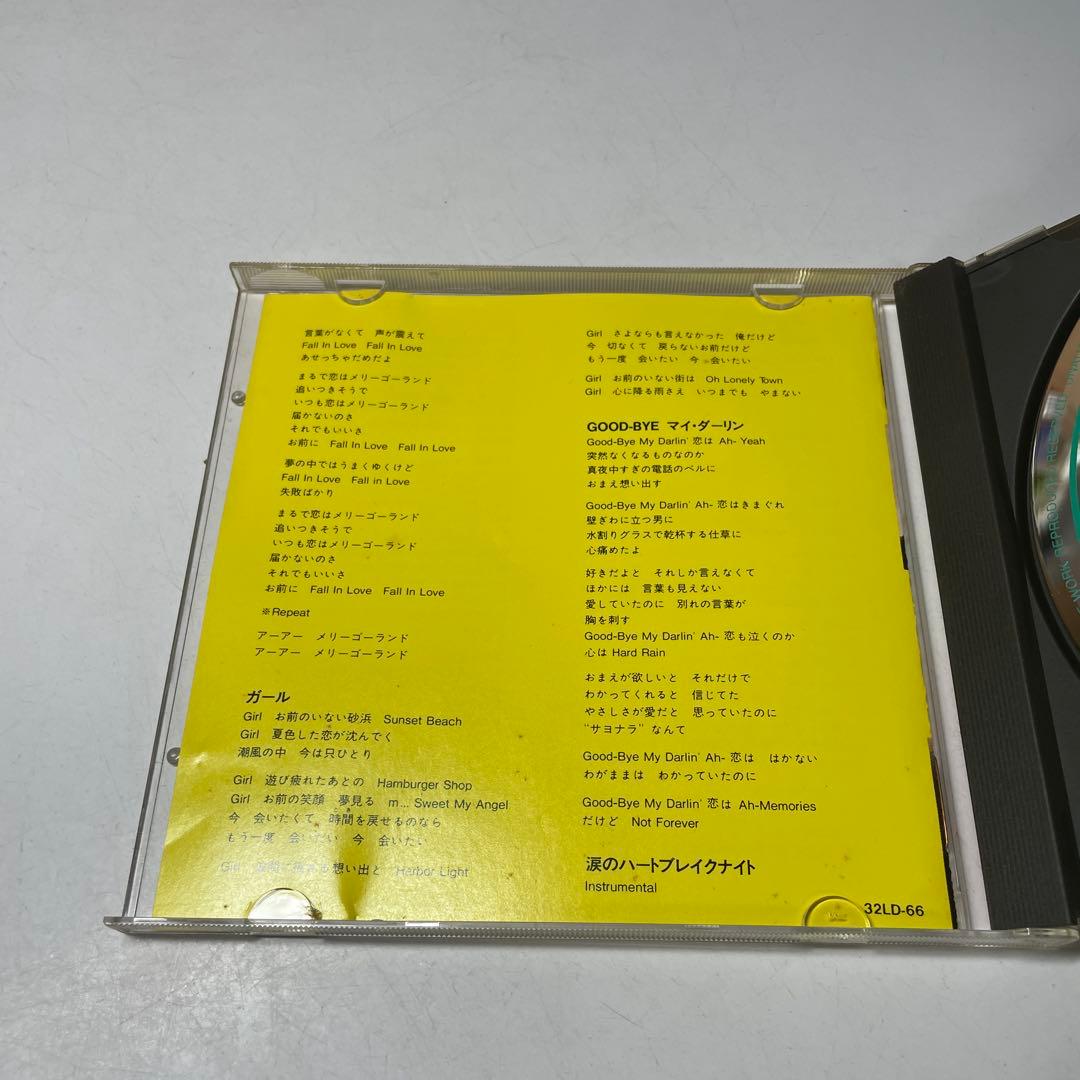 言葉がなくて　声が震えて
Fall In Love　Fall In Love
あせっちゃだめだよ
まるで恋はメリーゴーランド
追いつきそうで
いつも恋はメリーゴーランド
届かないのさ
それでもいいさ
お前に　Fall In Love　Fall In Love
夢の中ではうまくゆくけど
Fall In Love　Fall in Love
失敗ばかり
まるで恋はメリーゴーランド
追いつきそうで
いつも恋はメリーゴーランド
届かないのさ
それでもいいさ
お前に　Fall In Love　Fall In Love
※Repeat
アーアー　メリーゴーランド
アーアー　メリーゴーランド
ガール
Girl　お前のいない砂浜　Sunset Beach
Girl　夏色した恋が沈んでく
潮風の中　今は只ひとり
Girl　遊び疲れたあとの　Hamburger Shop
Girl　お前の笑顔　夢見る　m... Sweet My Angel
今　会いたくて　時間を戻せるのなら
もう一度　会いたい　今　会いたい
Girl　想い出と　Harbor Light
Girl　さよならも言えなかった　俺だけど
今　切なくて　戻らないお前だけど
もう一度　会いたい　今　会いたい
Girl　お前のいない街は　Oh Lonely Town
Girl　心に降る雨さえ　いつまでも　やまない
GOOD-BYE マイ・ダーリン
Good-Bye My Darlin' 恋は Ah- Yeah
突然なくなるものなのか
真夜中すぎの電話のベルに
おまえ想い出す
Good-Bye My Darlin' Ah- 恋はきまぐれ
壁ぎわに立つ男に
水割りグラスで乾杯する仕草に
心痛めたよ
好きだよと　それしか言えなくて
ほかには　言葉も見えない
愛していたのに　別れの言葉が
胸を刺す
Good-Bye My Darlin' Ah- 恋も泣くのか
心は Hard Rain
おまえが欲しいと　それだけで
わかってくれると　信じてた
やさしさが愛だと　思っていたのに
“サヨナラ”なんて
Good-Bye My Darlin' Ah- 恋は　はかない
わがままは　わかっていたのに
Good-Bye My Darlin' 恋は Ah-Memories
だけど　Not Forever
涙のハートブレイクナイト
Instrumental
32LD-66